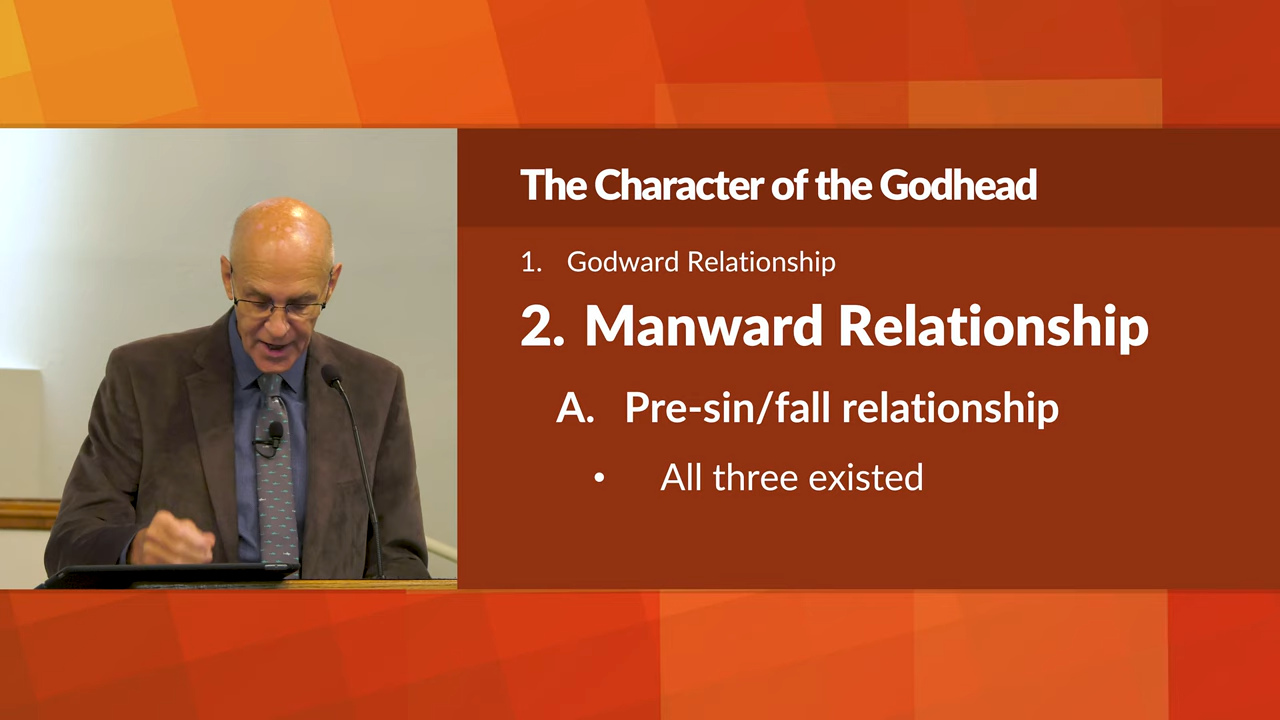 The Character of the Godhead
1. Godward Relationship
2. Manward Relationship
A. Pre-sin/fall relationship
• All three existed